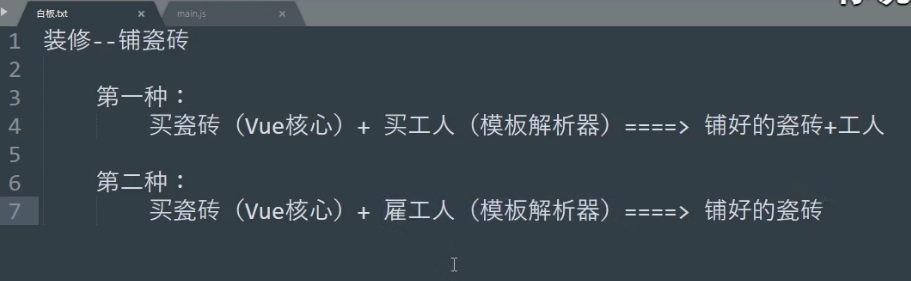 白板.txt
main.js
1 装修--铺瓷砖
2
3 第一种：
4 买瓷砖（Vue核心）+ 买工人（模板解析器）====> 铺好的瓷砖+工人
5
6 第二种：
7 买瓷砖（Vue核心）+ 雇工人（模板解析器）====> 铺好的瓷砖